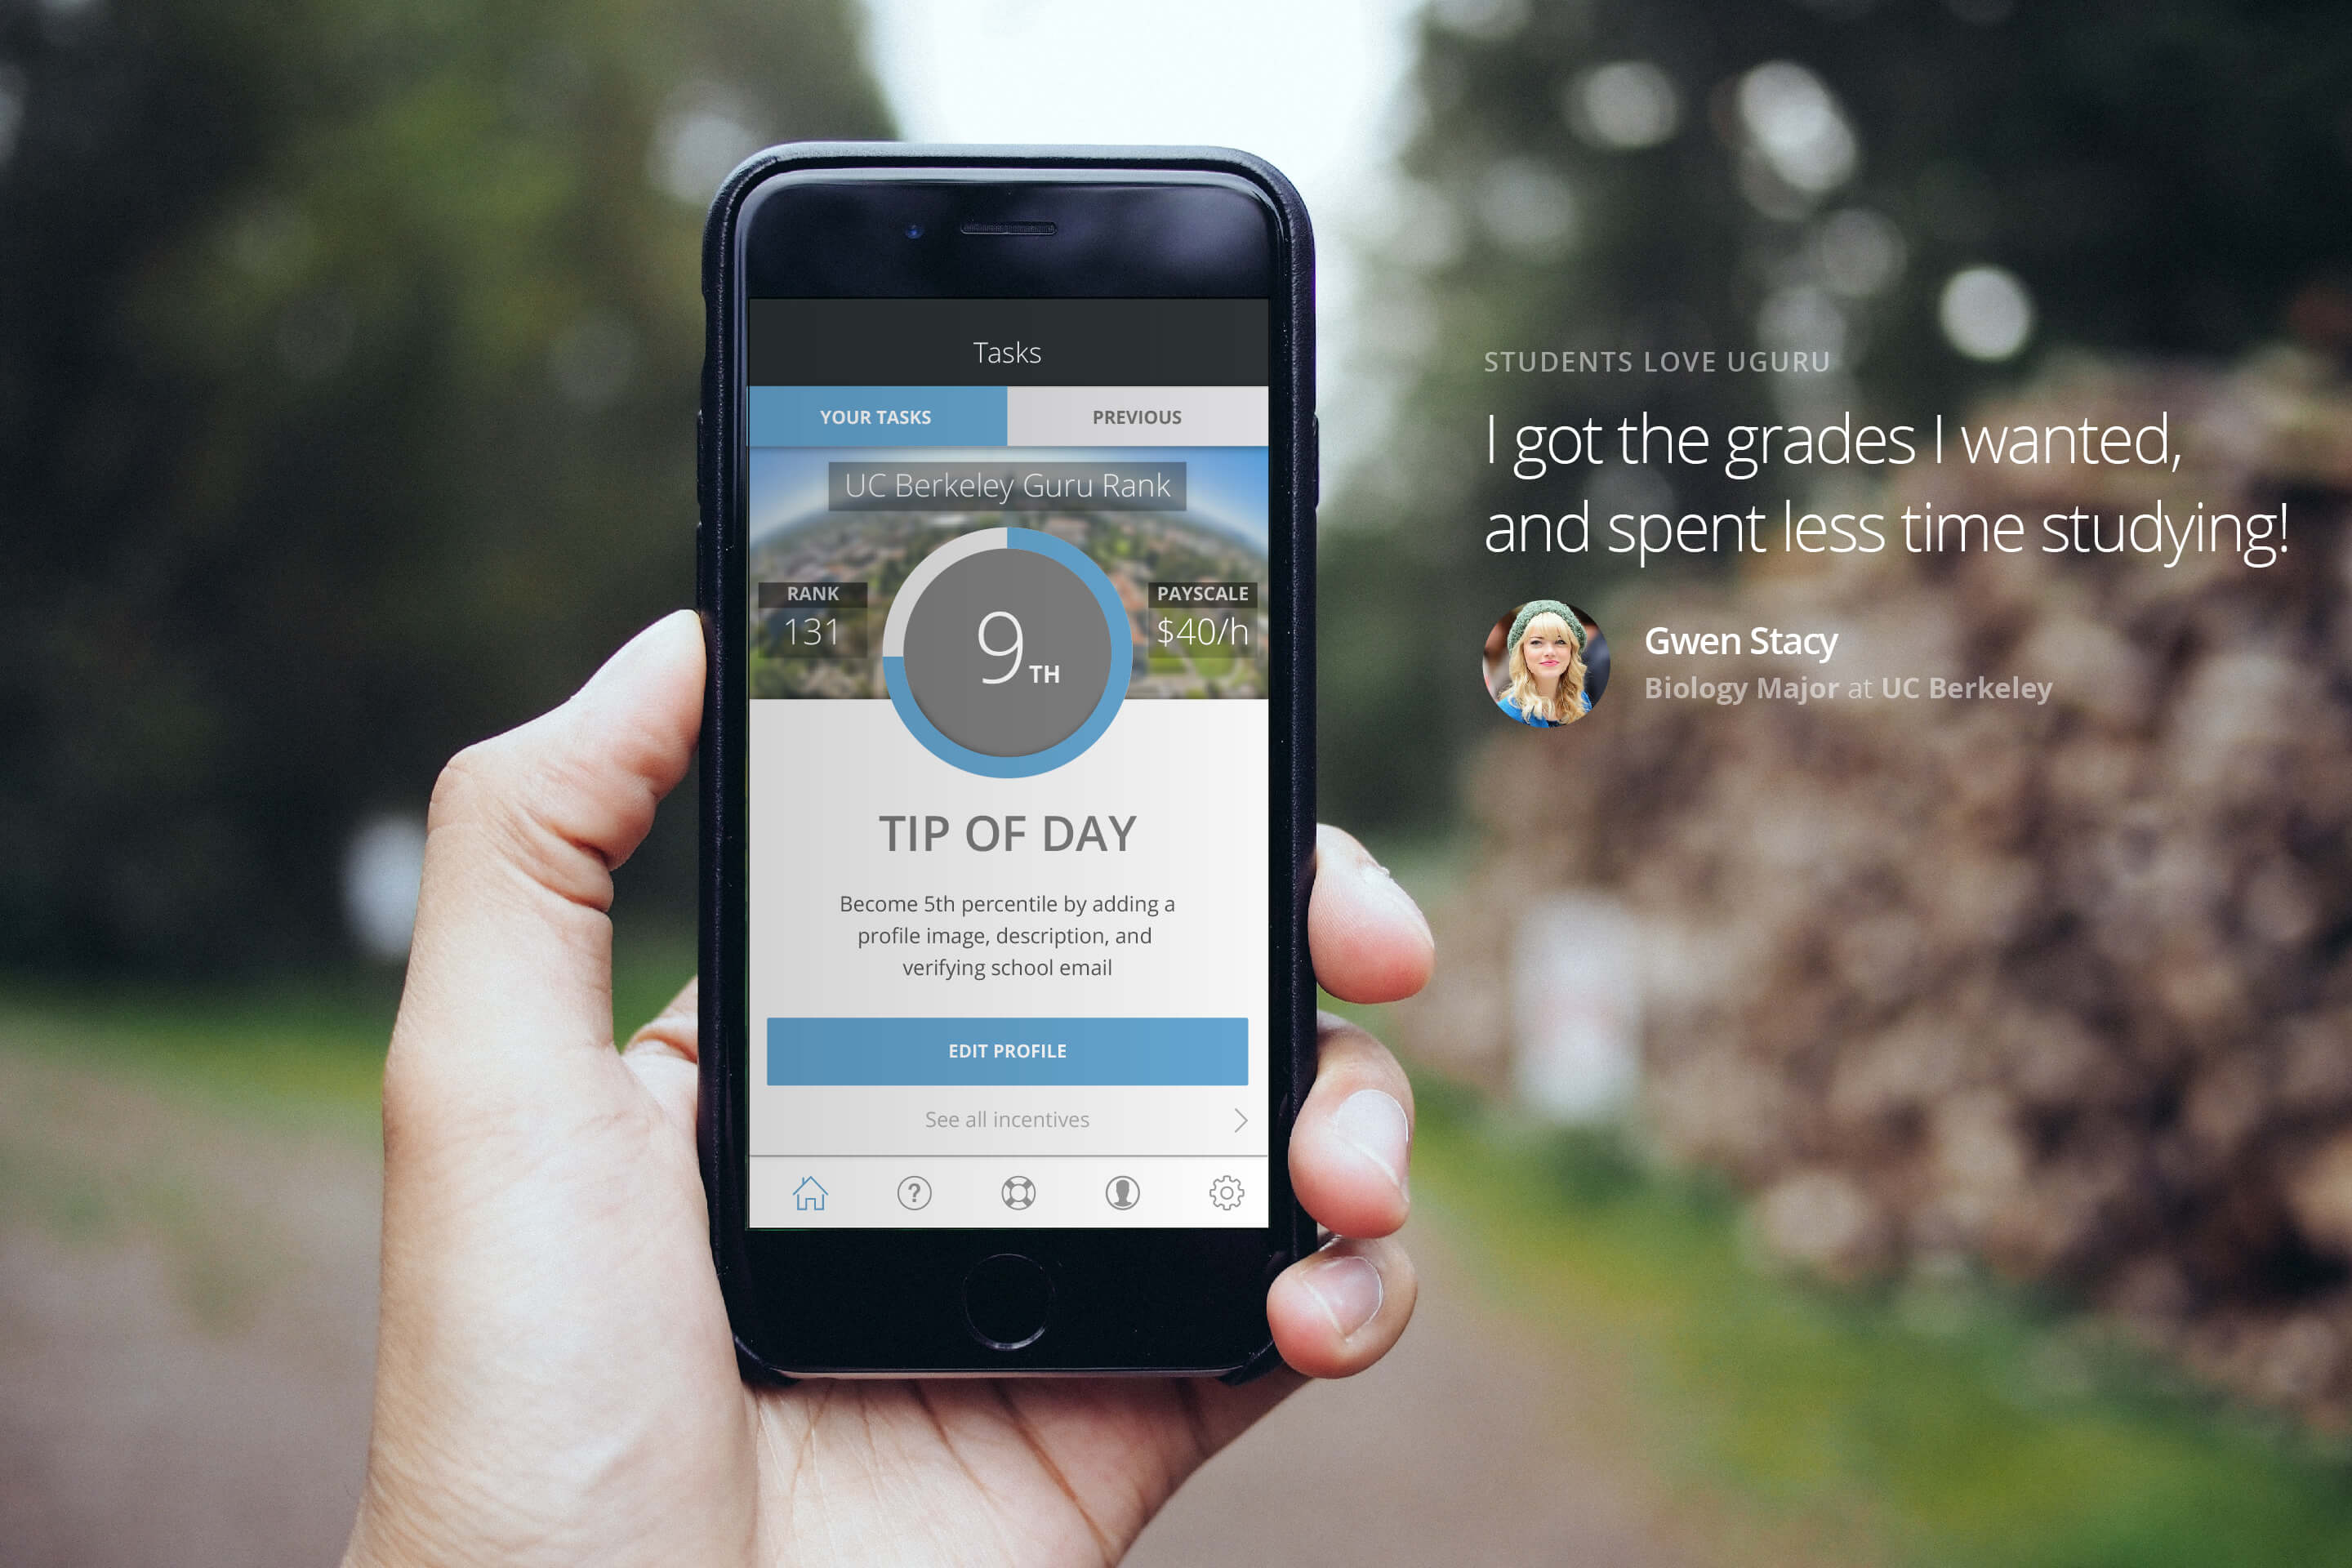 Tasks
YOUR TASKS
PREVIOUS
UC Berkeley Guru Rank
RANK
131
9TH
PAYSCALE
$40/h
TIP OF DAY
Become 5th percentile by adding a
profile image, description, and
verifying school email
EDIT PROFILE
See all incentives
?
STUDENTS LOVE UGURU
I got the grades I wanted,
and spent less time studying!
Gwen Stacy
Biology Major at UC Berkeley